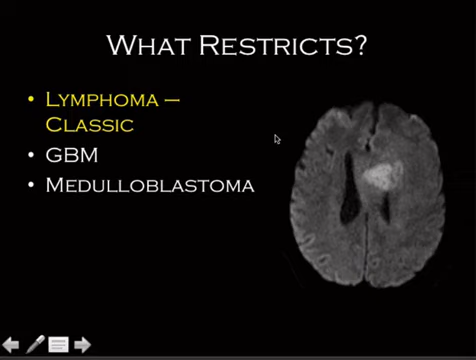 What Restricts?
• Lymphoma –
Classic
• GBM
• Medulloblastoma